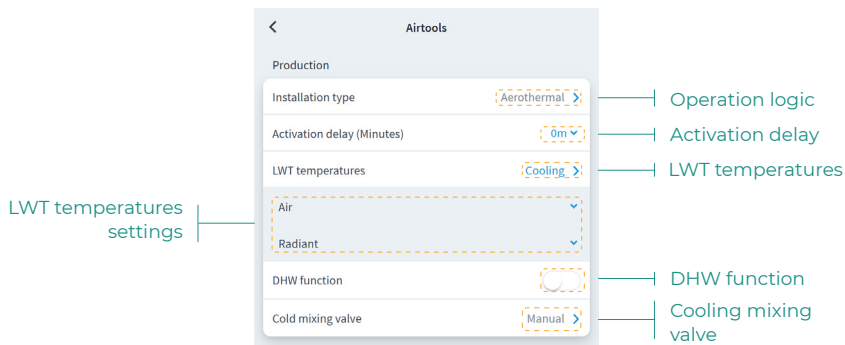 Airtools
Production
Installation type Aerothermal
Operation logic
Activation delay (Minutes) 0m
Activation delay
LWT temperatures Cooling
LWT temperatures
LWT temperatures
settings
Air
Radiant
DHW function
DHW function
Cold mixing valve Manual
Cooling mixing
valve